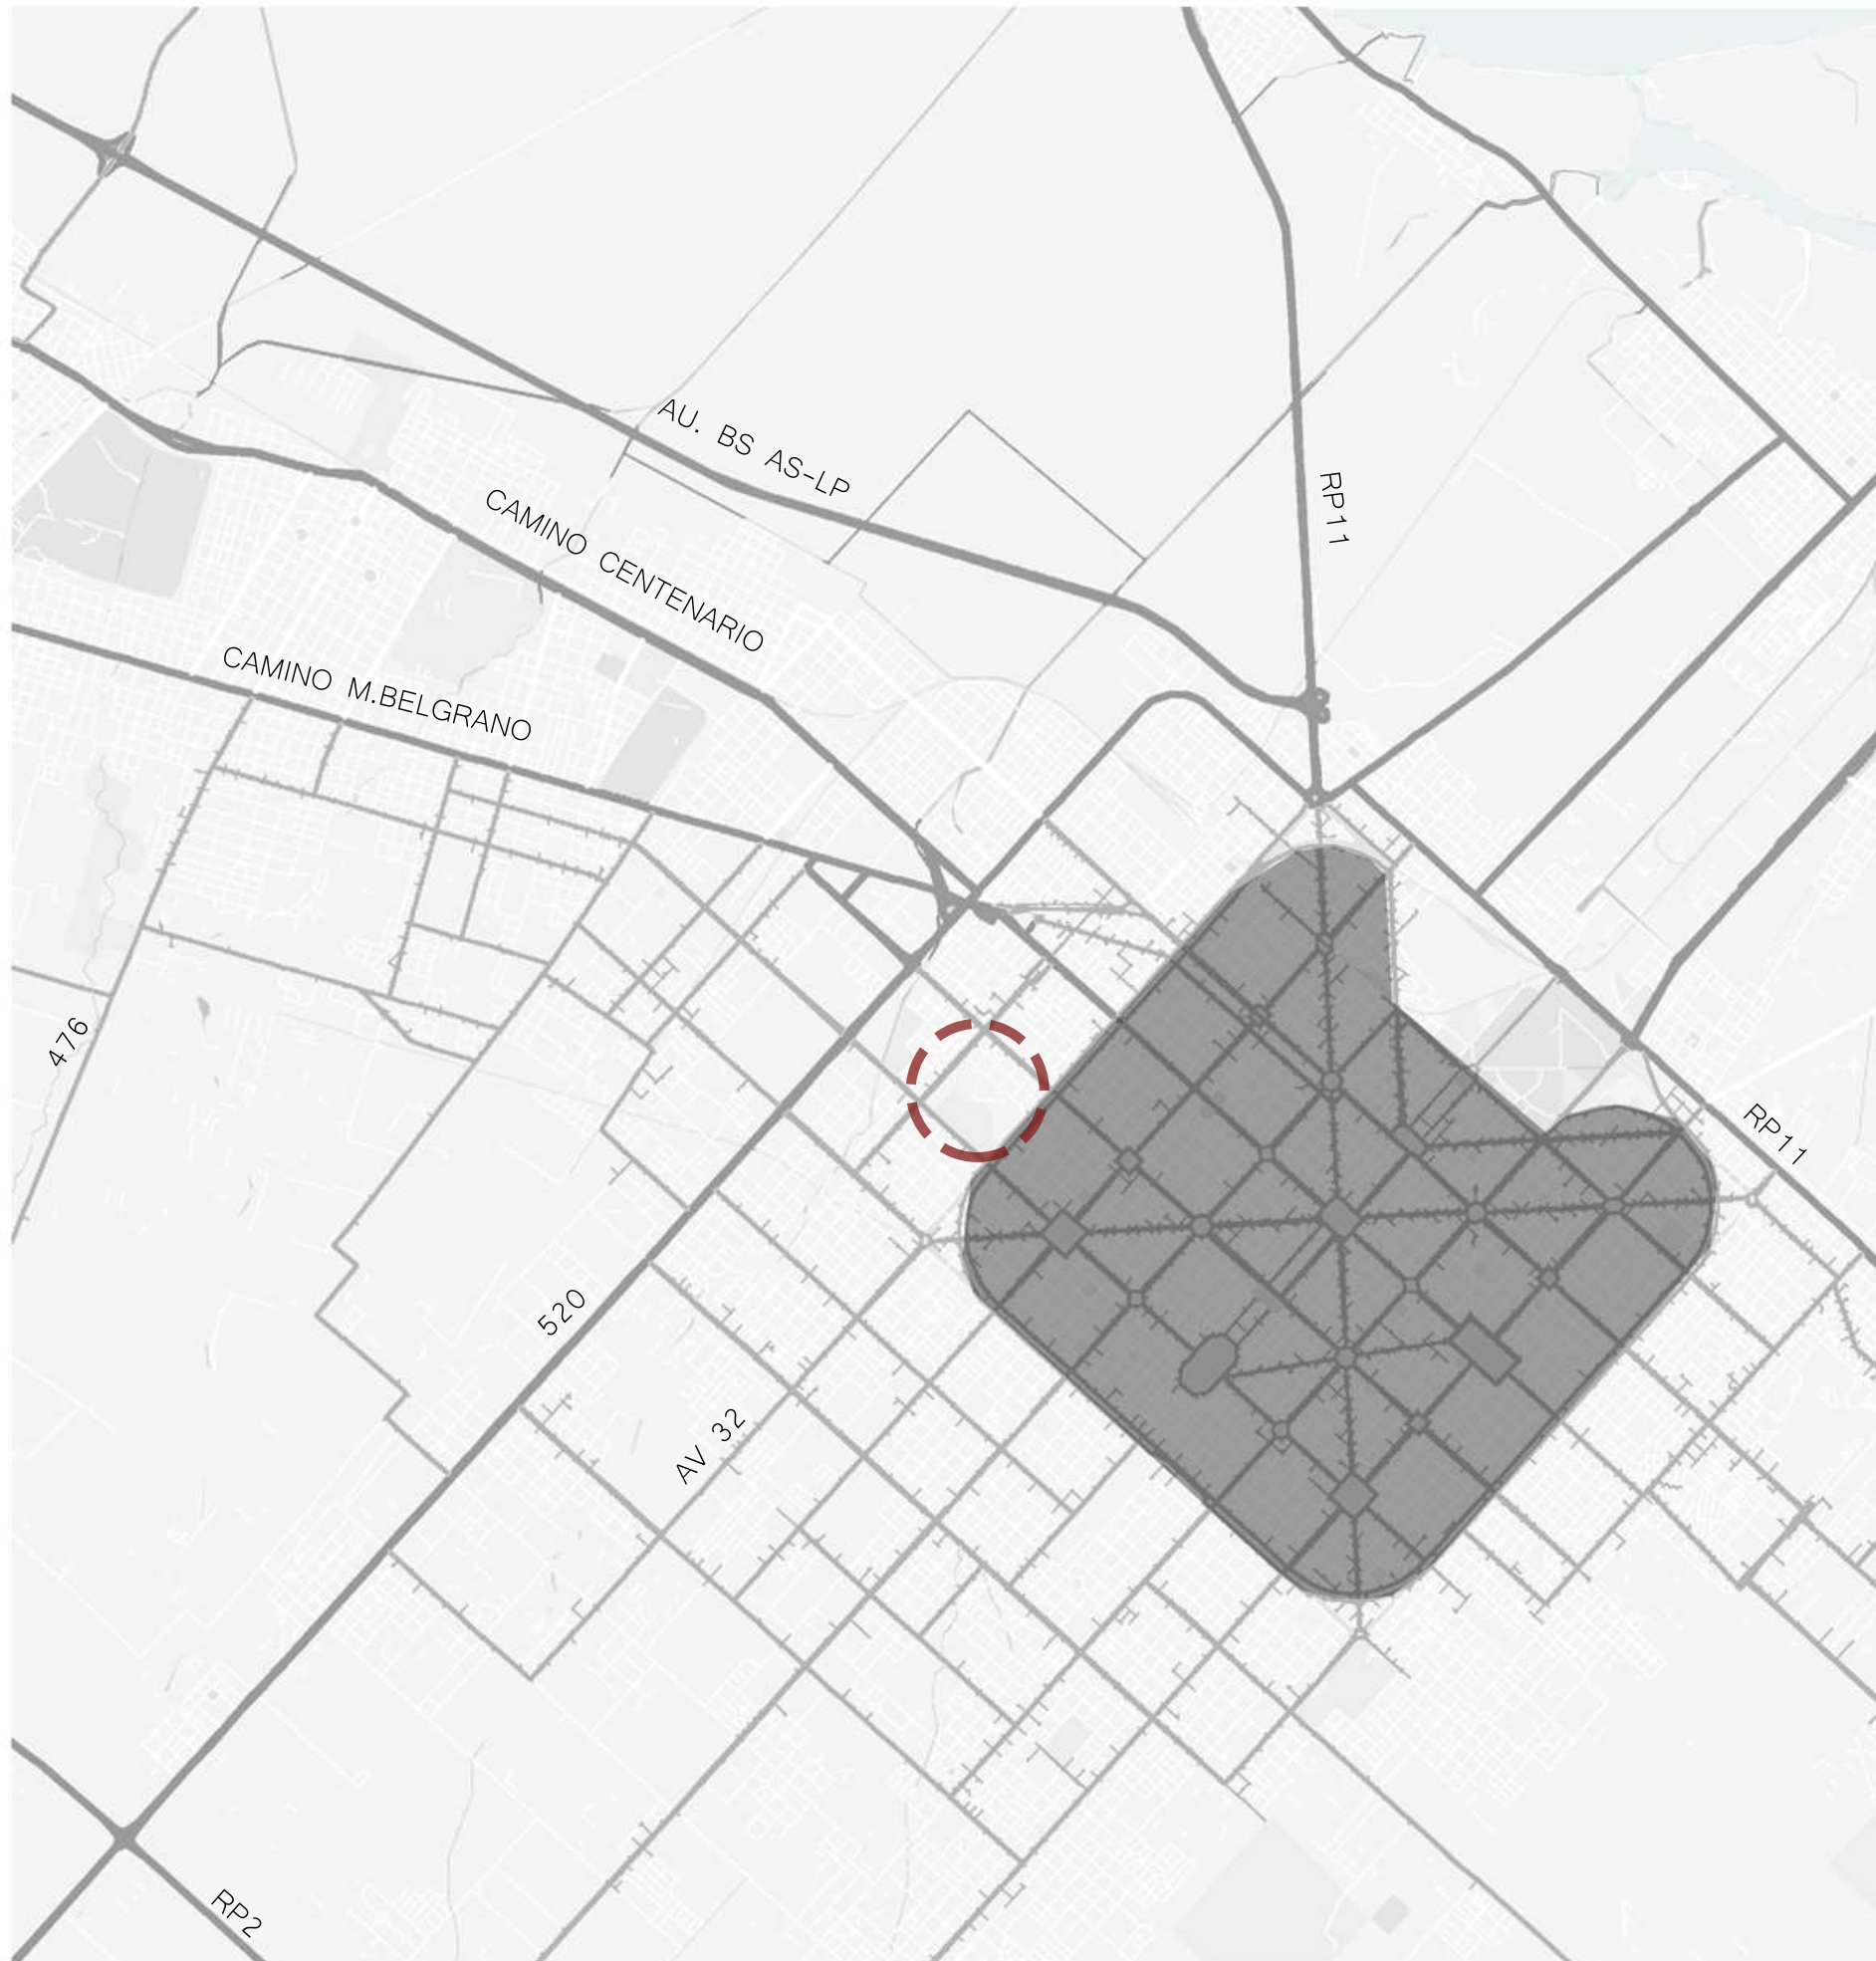 AU. BS AS-LP
RP11
CAMINO CENTENARIO
CAMINO M.BELGRANO
476
RP11
520
AV 32
RP2